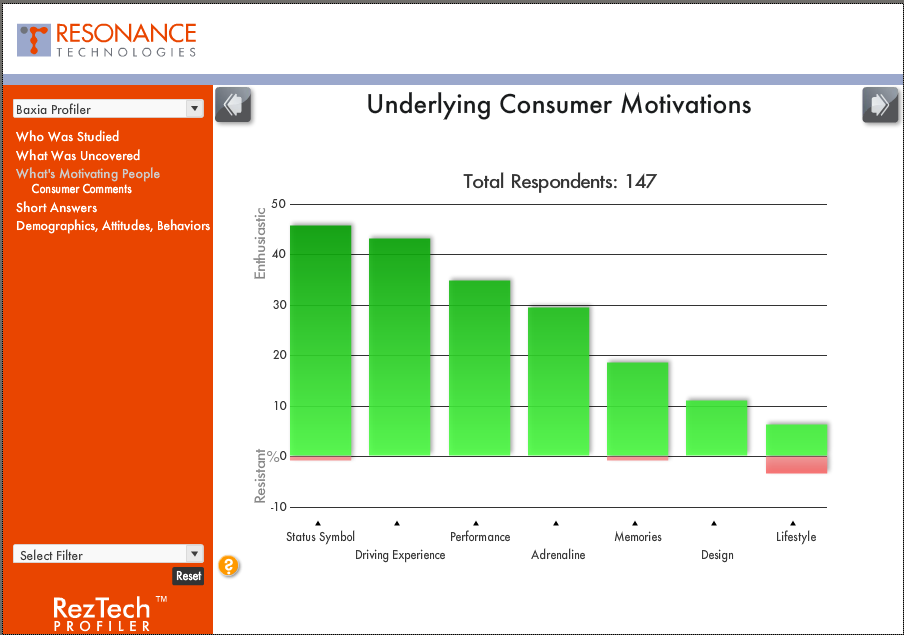 RESONANCE
TECHNOLOGIES
Baxia Profiler
Who Was Studied
What Was Uncovered
What's Motivating People
Consumer Comments
Short Answers
Demographics, Attitudes, Behaviors
Select Filter
Reset
RezTech™
PROFILER
Underlying Consumer Motivations
Total Respondents: 147
Enthusiastic
Resistant
50
40
30
20
10
%0
-10
Status Symbol
Driving Experience
Performance
Adrenaline
Memories
Design
Lifestyle
?